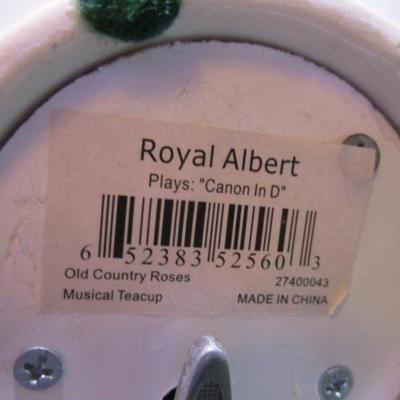 Royal Albert
Plays: "Canon In D"
6 52383 52560 3
Old Country Roses 27400043
Musical Teacup MADE IN CHINA